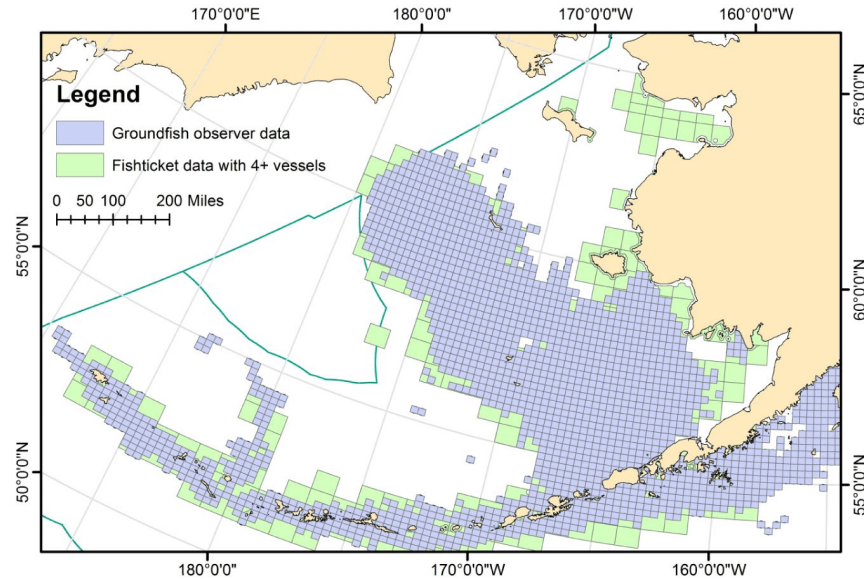 170°0'0"E 180°0'0" 170°0'0"W 160°0'0"W
65°0'0"N
Legend
Groundfish observer data
Fishticket data with 4+ vessels
0 50 100 200 Miles
55°0'0"N
60°0'0"N
50°0'0"N
55°0'0"N
180°0'0" 170°0'0"W 160°0'0"W